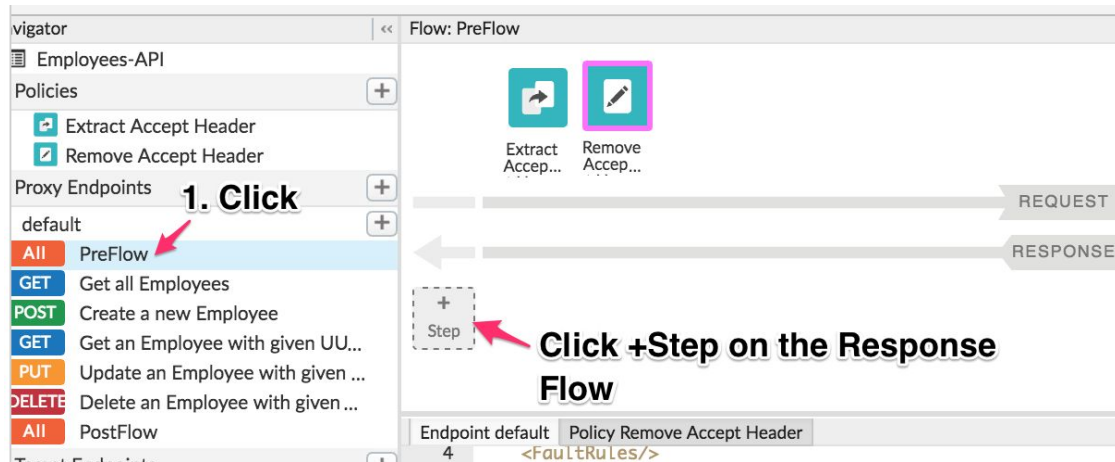 vigator
<< Flow: PreFlow
Employees-API
Policies
+
Extract Accept Header
Remove Accept Header
Proxy Endpoints
+
1. Click
default
+
All PreFlow
GET Get all Employees
POST Create a new Employee
GET Get an Employee with given UU...
PUT Update an Employee with given ...
DELETE Delete an Employee with given ...
All PostFlow
Extract
Accep...
Remove
Accep...
REQUEST
RESPONSE
+
Step
Click +Step on the Response
Flow
Endpoint default Policy Remove Accept Header
4 <FaultRules/>